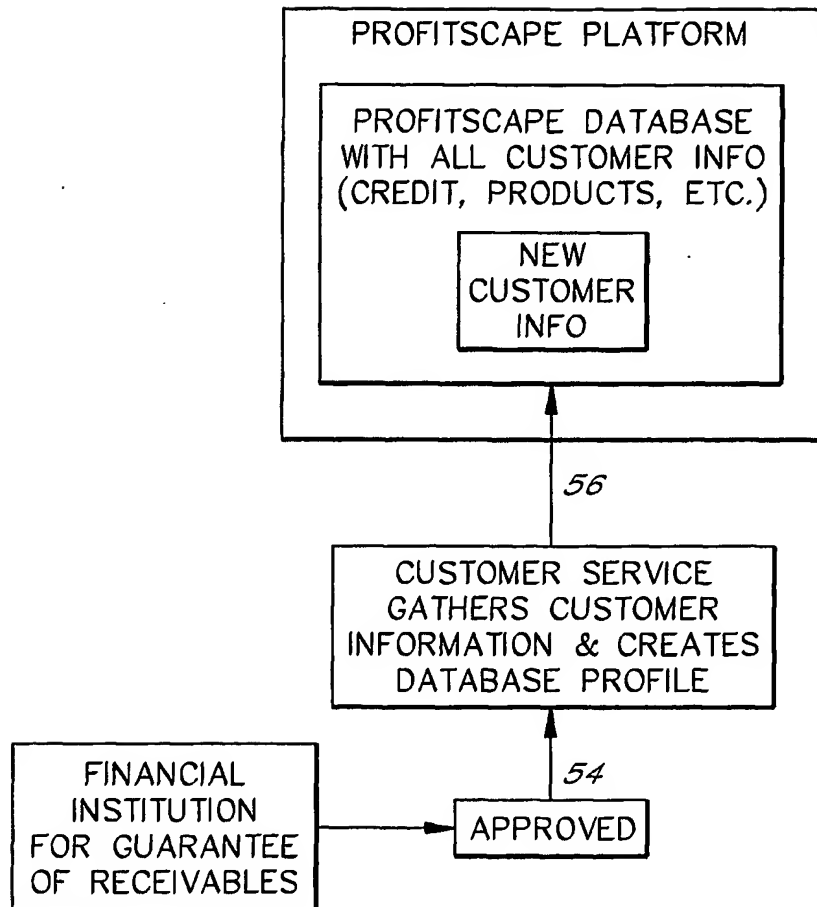 PROFITSCAPE PLATFORM
PROFITSCAPE DATABASE
WITH ALL CUSTOMER INFO
(CREDIT, PRODUCTS, ETC.)
NEW
CUSTOMER
INFO
56
CUSTOMER SERVICE
GATHERS CUSTOMER
INFORMATION & CREATES
DATABASE PROFILE
54
FINANCIAL
INSTITUTION
FOR GUARANTEE
OF RECEIVABLES
APPROVED